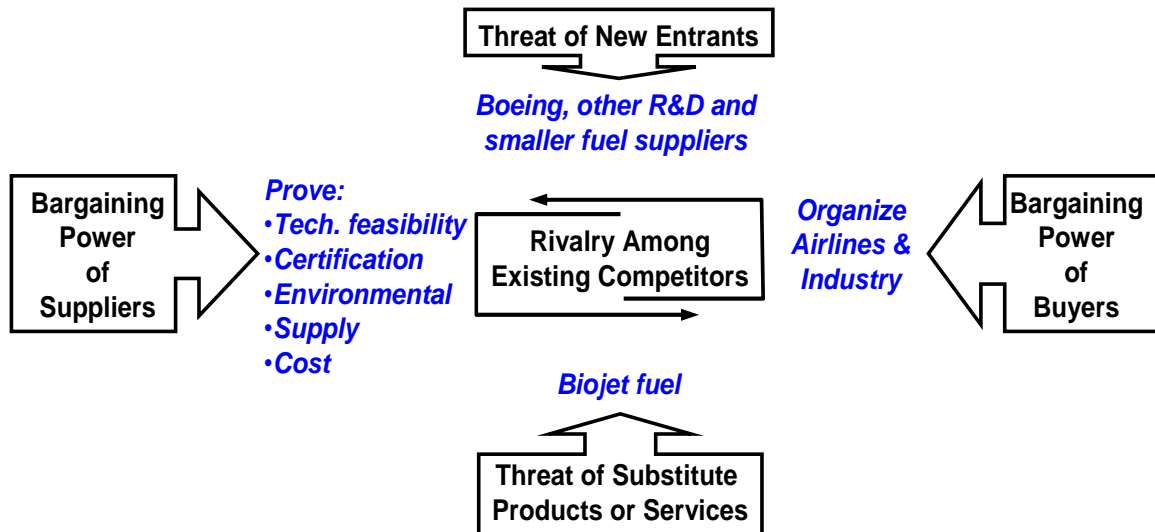 Threat of New Entrants
Boeing, other R&D and
smaller fuel suppliers
Bargaining
Power
of
Suppliers
Prove:
•Tech. feasibility
•Certification
•Environmental
•Supply
•Cost
Rivalry Among
Existing Competitors
Organize
Airlines &
Industry
Bargaining
Power
of
Buyers
Biojet fuel
Threat of Substitute
Products or Services